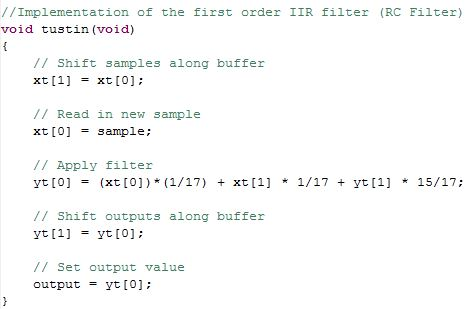 //Implementation of the first order IIR filter (RC Filter)
void tustin(void)
{
// Shift samples along buffer
xt[1] = xt[0];
// Read in new sample
xt[0] = sample;
// Apply filter
yt[0] = (xt[0])*(1/17) + xt[1] * 1/17 + yt[1] * 15/17;
// Shift outputs along buffer
yt[1] = yt[0];
// Set output value
output = yt[0];
}